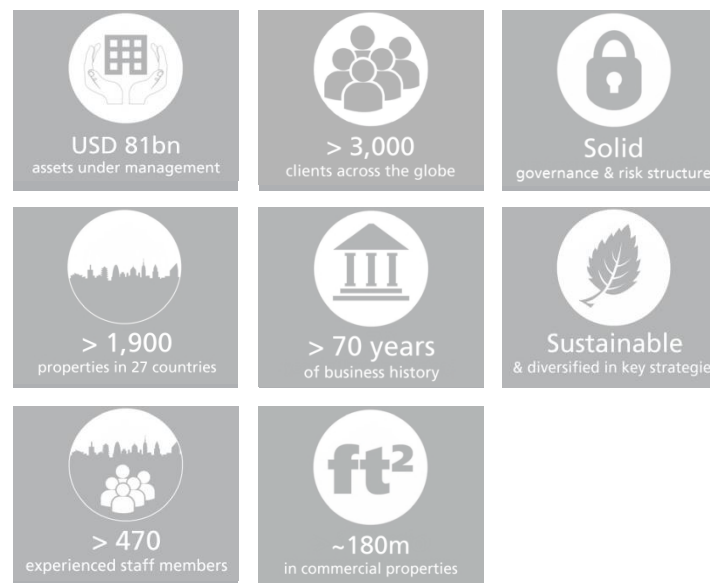 USD 81bn
assets under management
> 3,000
clients across the globe
Solid
governance & risk structure
> 1,900
properties in 27 countries
> 70 years
of business history
Sustainable
& diversified in key strategie
> 470
experienced staff members
ft²
~180m
in commercial properties